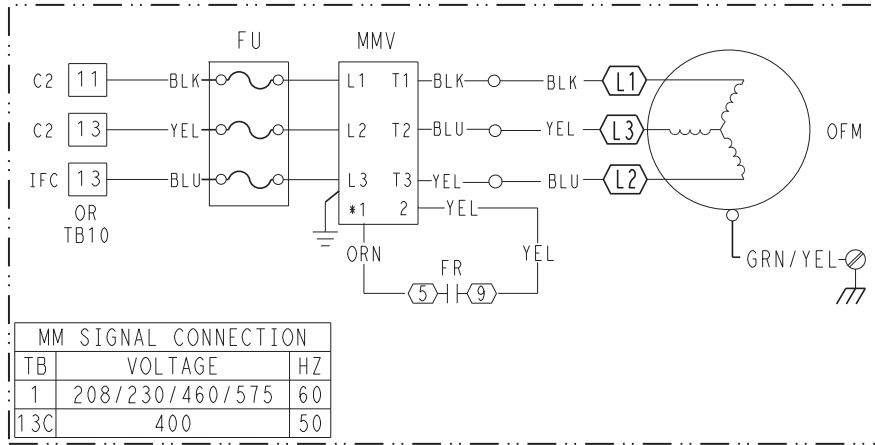 FU MMV
C2 11 BLK L1 T1 BLK BLK L1
C2 13 YEL L2 T2 BLU YEL L3 OFM
IFC 13 BLU L3 T3 YEL BLU L2
OR *1 2 YEL
TB10
ORN YEL GRN/YEL
FR
5 9
MM SIGNAL CONNECTION
TB VOLTAGE HZ
1 208/230/460/575 60
13C 400 50